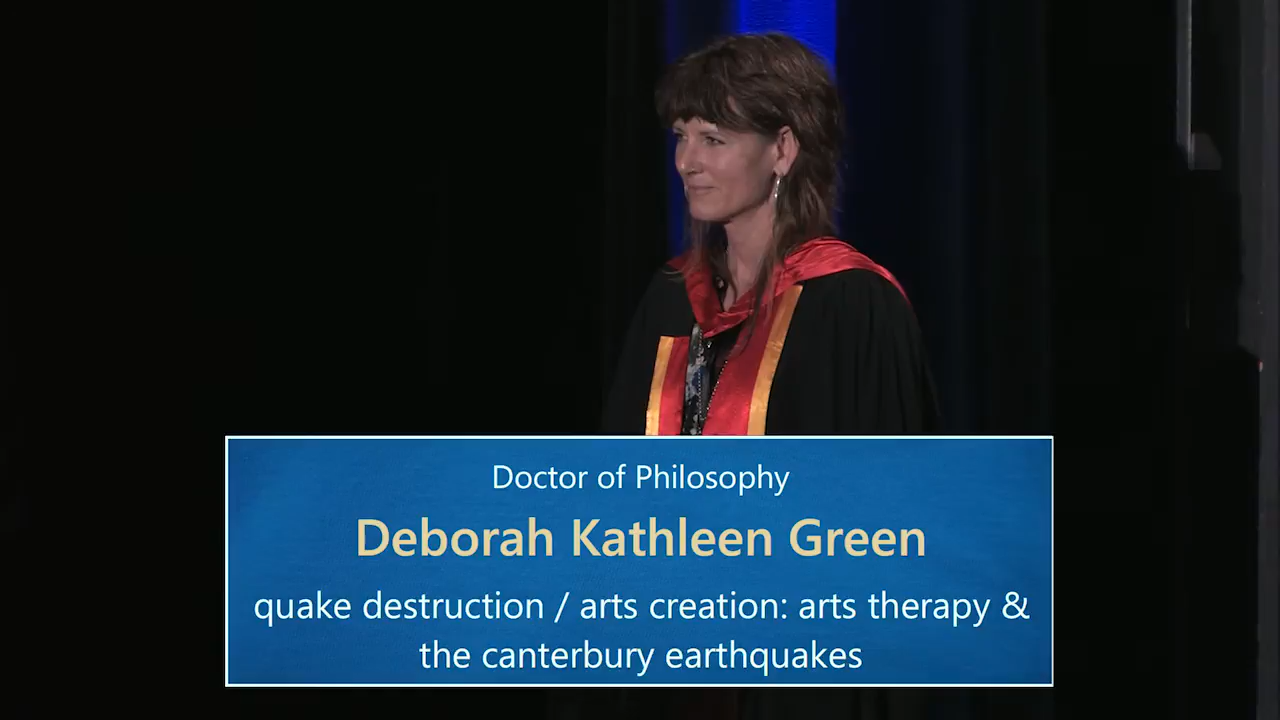 Doctor of Philosophy
Deborah Kathleen Green
quake destruction / arts creation: arts therapy &
the canterbury earthquakes